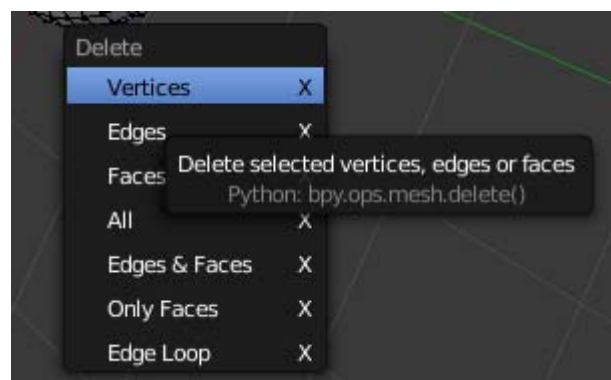 Delete
Vertices X
Edges X
Faces
Delete selected vertices, edges or faces
Python: bpy.ops.mesh.delete()
All X
Edges & Faces X
Only Faces X
Edge Loop X